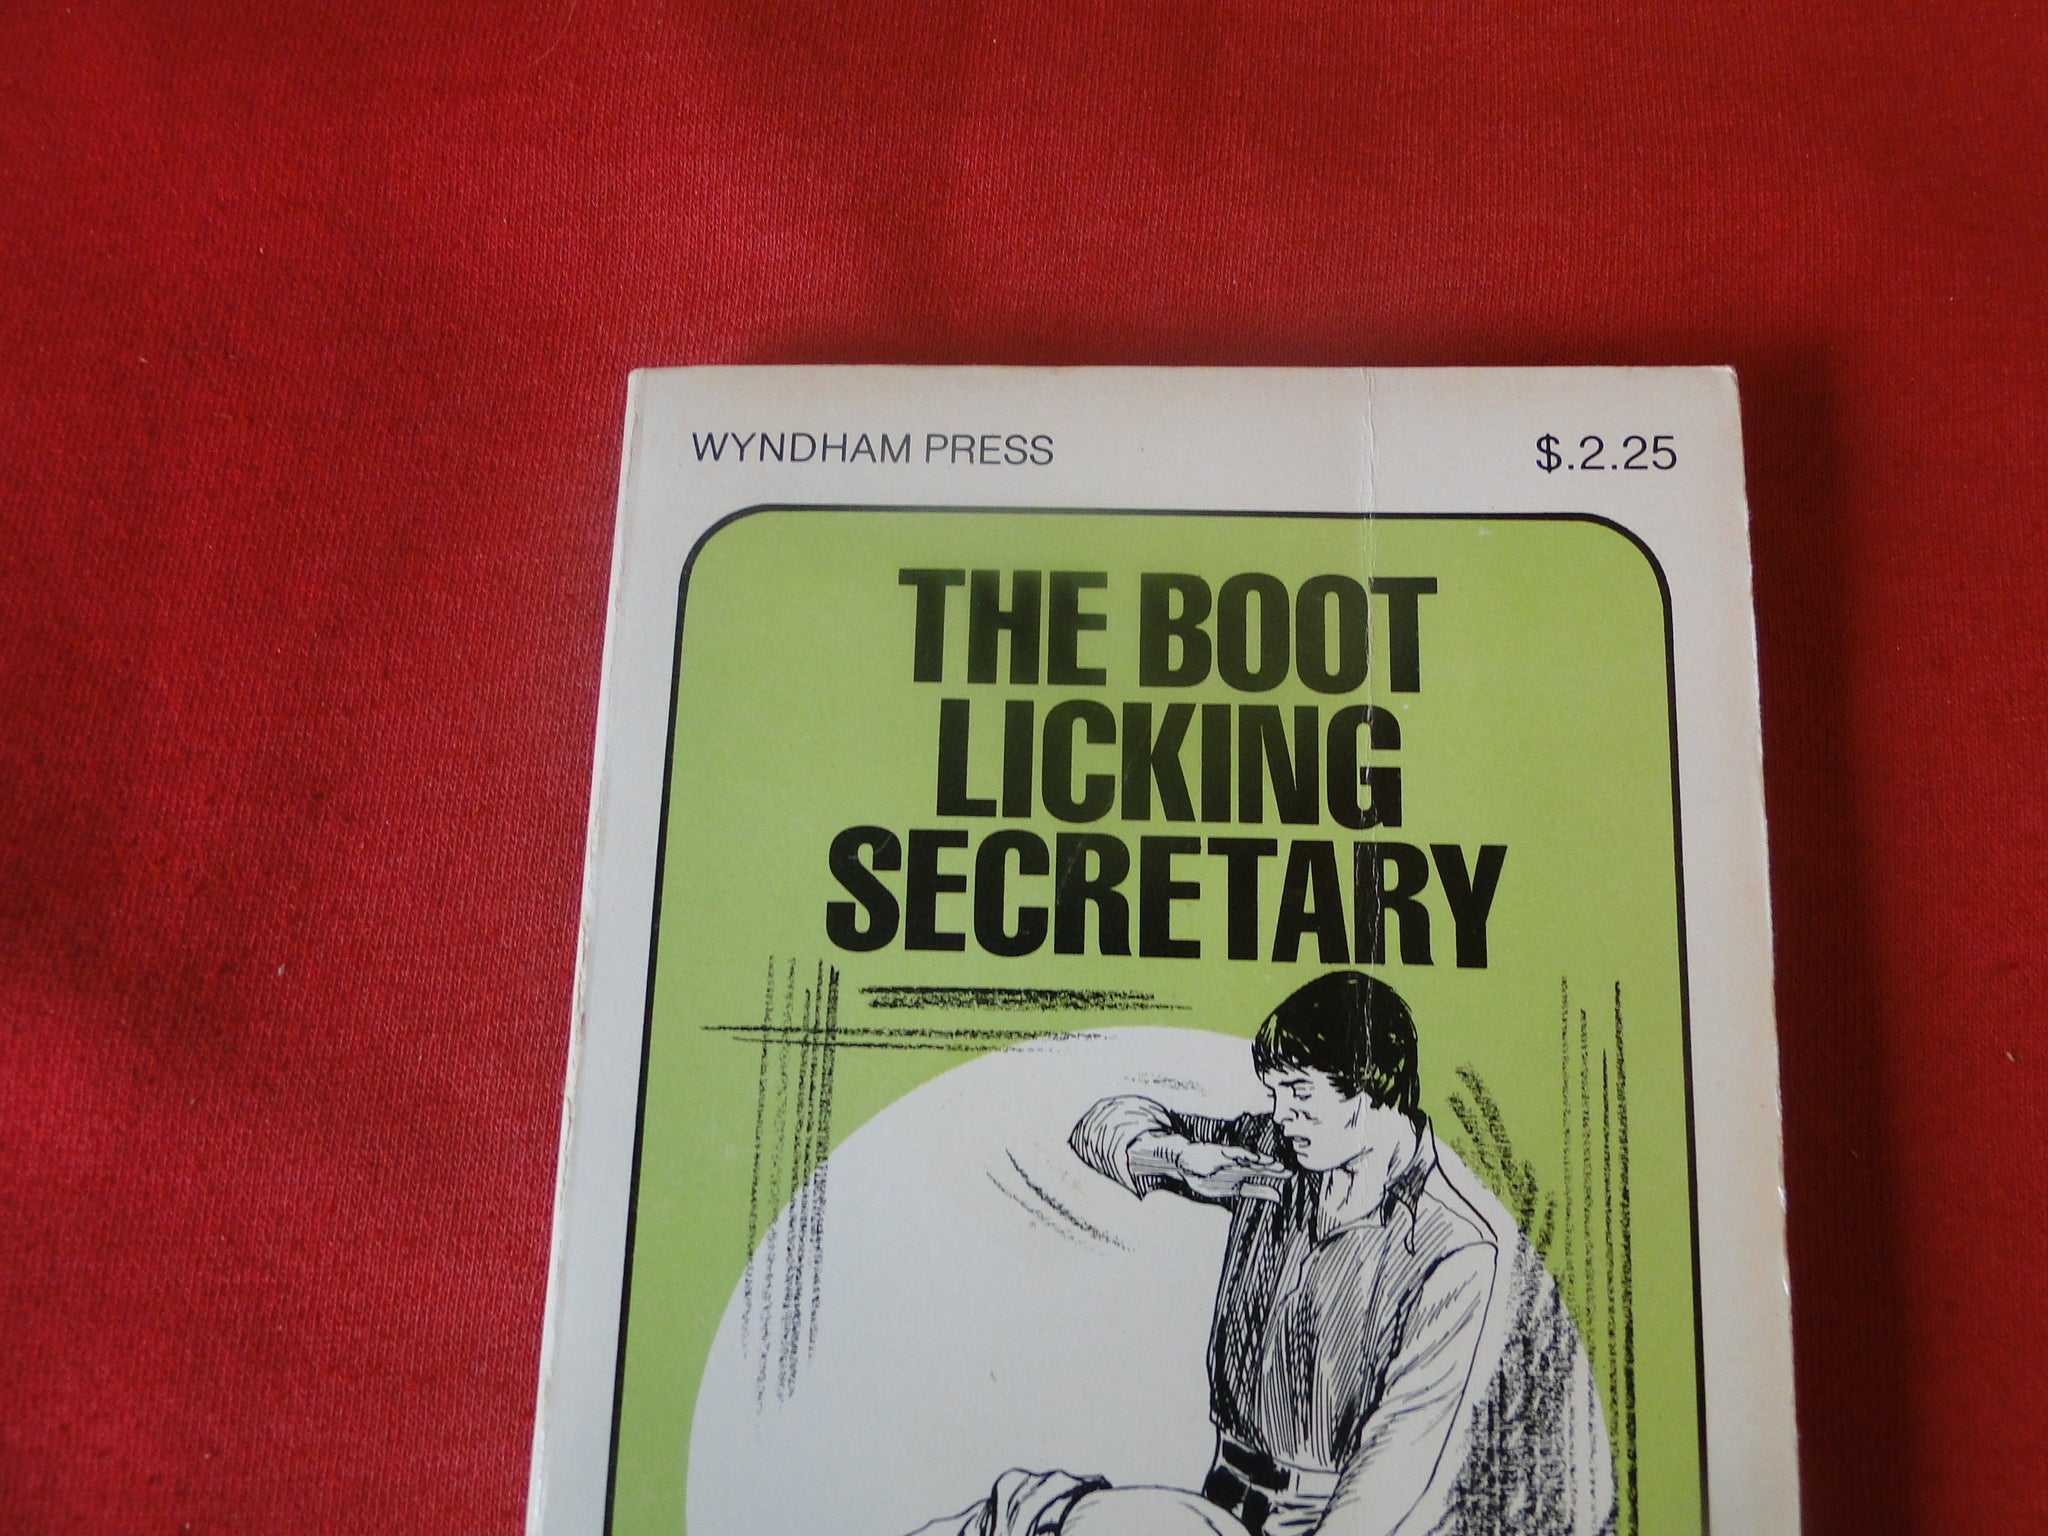 WYNDHAM PRESS $.2.25
THE BOOT
LICKING
SECRETARY